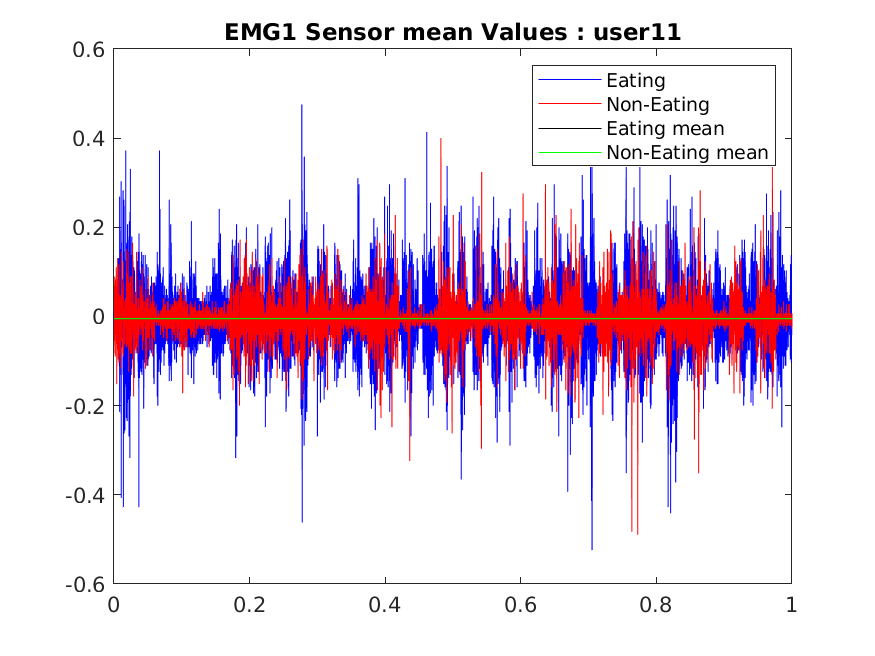 EMG1 Sensor mean Values : user11
0.6
0.4
0.2
0
-0.2
-0.4
-0.6
Eating
Non-Eating
Eating mean
Non-Eating mean
0 0.2 0.4 0.6 0.8 1